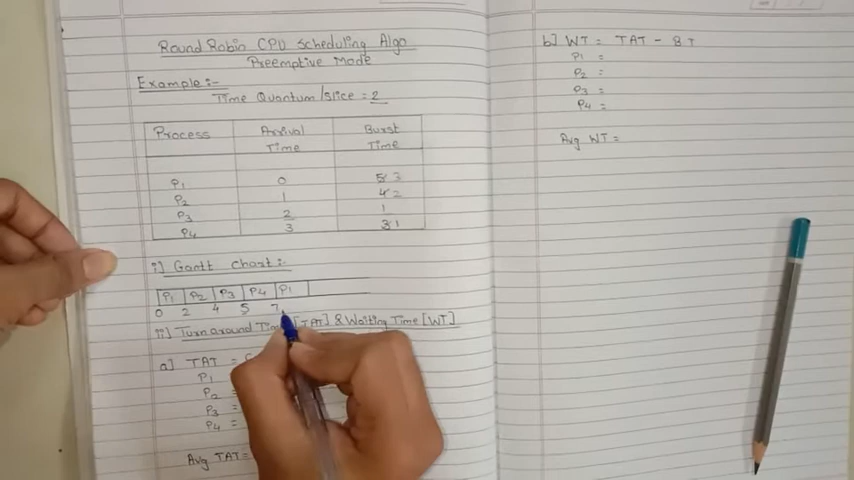 Round Robin CPU Scheduling Algo
Preemptive Mode
Example :-
Time Quantum/slice = 2
Process Arrival Time Burst Time
P1 0 5 3
P2 1 4 2
P3 2 1
P4 3 3 1
i) Gantt chart :-
P1 P2 P3 P4 P1
0 2 4 5 7
ii) Turn around Time [TAT] & Waiting Time [WT]
a] TAT = C
P1
P2 =
P3 =
P4 =
Avg TAT=
b] WT = TAT - BT
P1 =
P2 =
P3 =
P4 =
Avg WT =